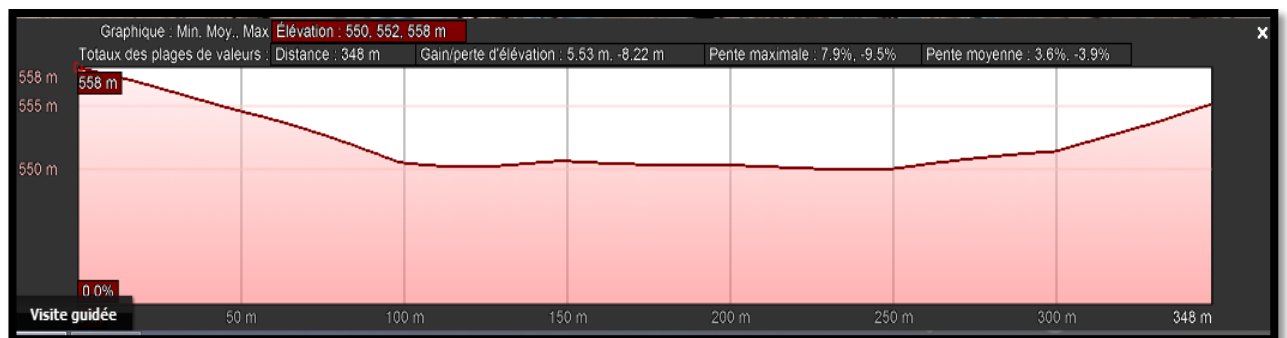 Graphique : Min. Moy., Max Élévation : 550, 552, 558 m x
Totaux des plages de valeurs : Distance : 348 m Gain/perte d'élévation : 5.53 m. -8.22 m Pente maximale : 7.9%, -9.5% Pente moyenne : 3.6%. -3.9%
558 m 558 m
555 m
550 m
0.0%
Visite guidée 50 m 100 m 150 m 200 m 250 m 300 m 348 m